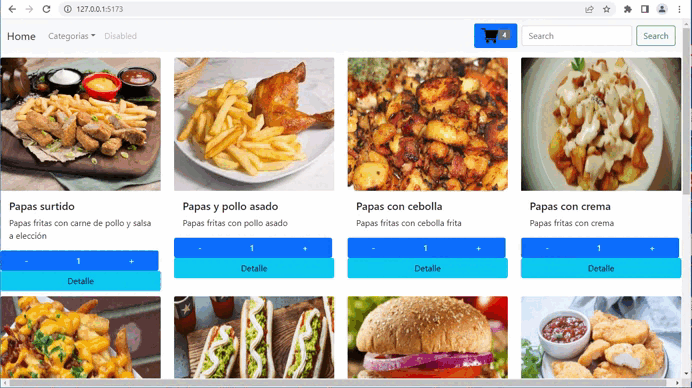 127.0.0.1:5173
Home Categorias Disabled 4 Search Search
Papas surtido
Papas fritas con carne de pollo y salsa
a elección
- 1 +
Detalle
Papas y pollo asado
Papas fritas con pollo asado
- 1 +
Detalle
Papas con cebolla
Papas fritas con cebolla frita
- 1 +
Detalle
Papas con crema
Papas fritas con crema
- 1 +
Detalle